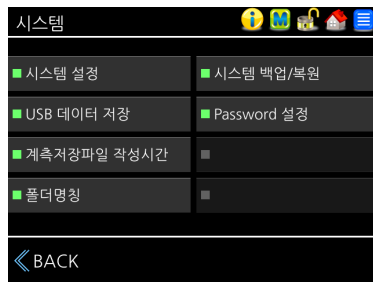 시스템
M
시스템 설정
시스템 백업/복원
USB 데이터 저장
Password 설정
계측저장파일 작성시간
폴더명칭
BACK